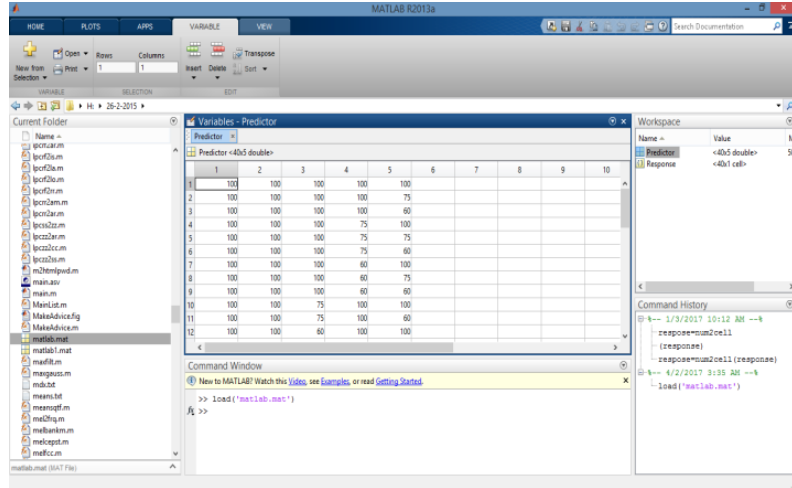 MATLAB R2013a
HOME PLOTS APPS VARIABLE VIEW
Search Documentation
New from Selection
Open
Print
Rows Columns
1 1
Insert Delete
Transpose
Sort
VARIABLE SELECTION EDIT
H: 26-2-2015
Current Folder
Name
lpcrf2is.m
lpcrf2la.m
lpcrf2lo.m
lpcrf2rr.m
lpcrr2am.m
lpcrr2ar.m
lpcss2zz.m
lpczz2ar.m
lpczz2cc.m
lpczz2ss.m
m2htmlpwd.m
main.asv
main.m
MainList.m
MakeAdvice.fig
MakeAdvice.m
matlab.mat
matlab1.mat
maxfilt.m
maxgauss.m
mdx.txt
means.txt
meansqtf.m
mel2frq.m
melbankm.m
melcepst.m
melfcc.m
matlab.mat (MAT File)
Variables - Predictor
Predictor
Predictor <40x5 double>
1 2 3 4 5 6 7 8 9 10
1 100 100 100 100 100
2 100 100 100 100 75
3 100 100 100 100 60
4 100 100 100 75 100
5 100 100 100 75 75
6 100 100 100 75 60
7 100 100 100 60 100
8 100 100 100 60 75
9 100 100 100 60 60
10 100 100 75 100 100
11 100 100 75 100 60
12 100 100 60 100 100
Command Window
New to MATLAB? Watch this Video, see Examples, or read Getting Started.
>> load('matlab.mat')
fx >>
Workspace
Name Value
Predictor <40x5 double>
Response <40x1 cell>
Command History
%-- 1/3/2017 10:12 AM --%
respose=num2cell
(response)
respose=num2cell(response)
%-- 4/2/2017 3:35 AM --%
load('matlab.mat')